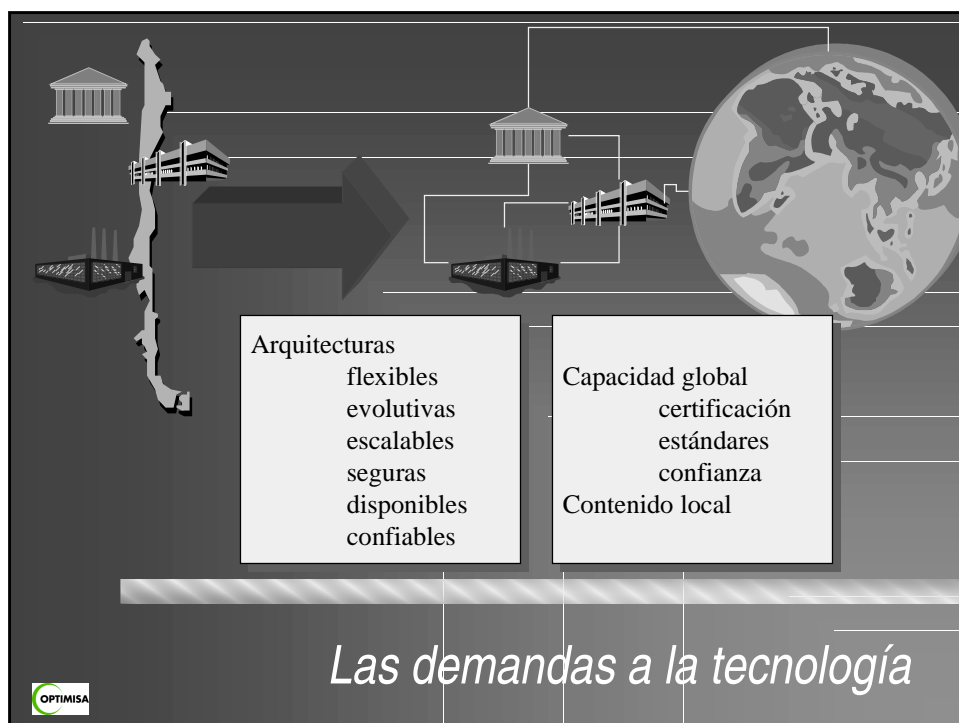 Arquitecturas
flexibles
evolutivas
escalables
seguras
disponibles
confiables
Capacidad global
certificación
estándares
confianza
Contenido local
Las demandas a la tecnología
OPTIMISA